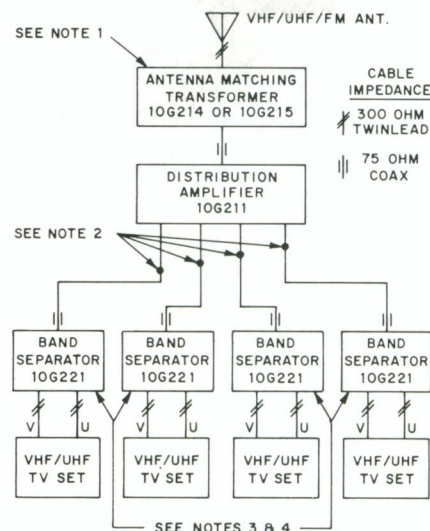 VHF/UHF/FM ANT.
SEE NOTE 1
ANTENNA MATCHING
TRANSFORMER
10G214 OR 10G215
CABLE
IMPEDANCE
300 OHM
TWINLEAD
75 OHM
COAX
DISTRIBUTION
AMPLIFIER
10G211
SEE NOTE 2
BAND
SEPARATOR
10G221
BAND
SEPARATOR
10G221
BAND
SEPARATOR
10G221
BAND
SEPARATOR
10G221
V U
V U
V U
V U
VHF/UHF
TV SET
VHF/UHF
TV SET
VHF/UHF
TV SET
VHF/UHF
TV SET
SEE NOTES 3 & 4